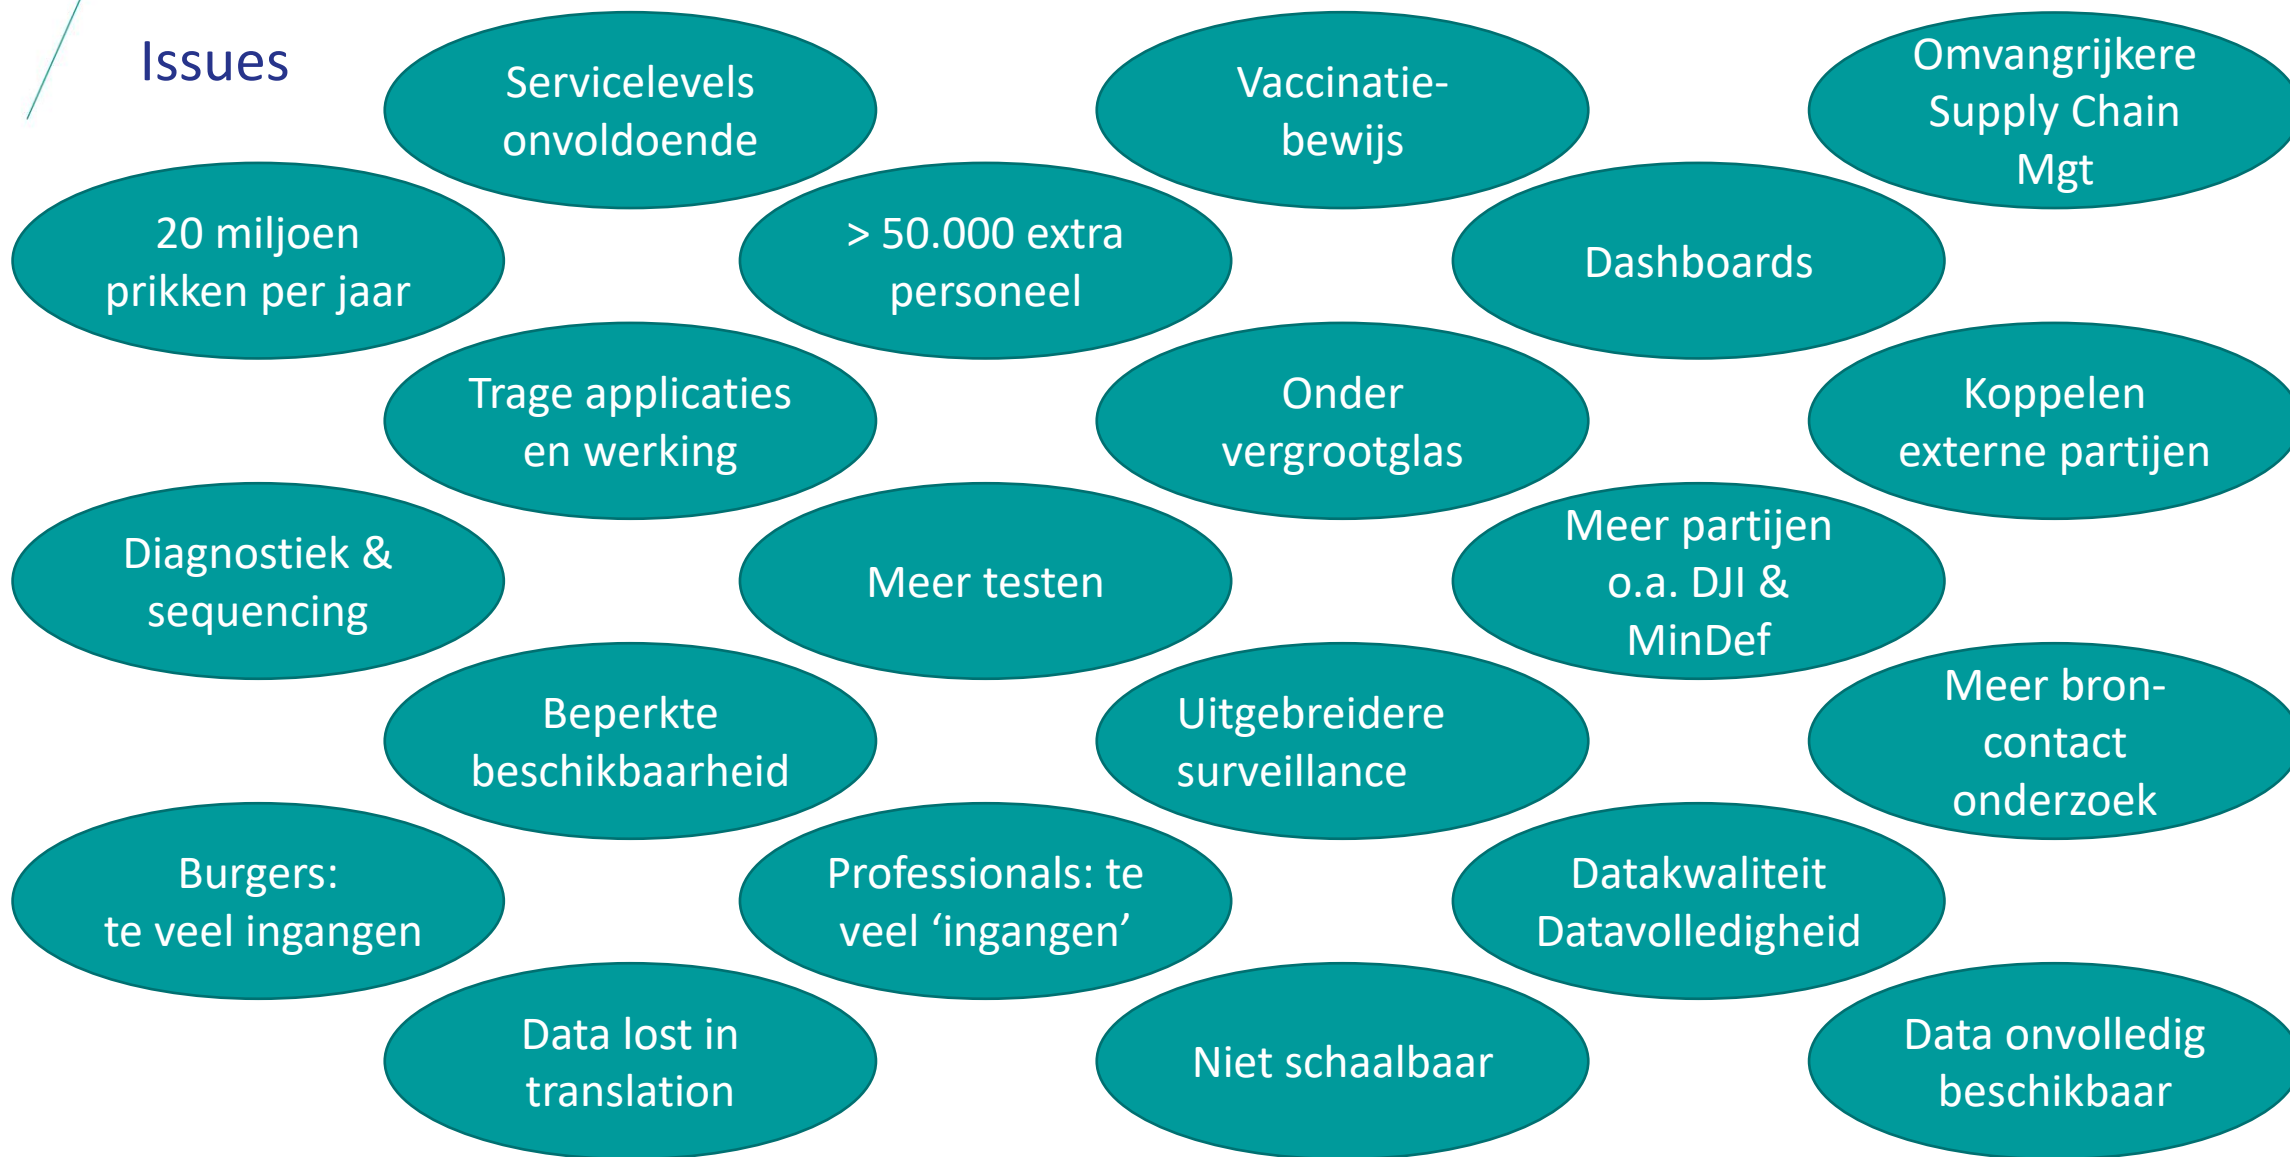 Issues
Servicelevels
onvoldoende
Vaccinatie-
bewijs
Omvangrijkere
Supply Chain
Mgt
20 miljoen
prikken per jaar
> 50.000 extra
personeel
Dashboards
Trage applicaties
en werking
Onder
vergrootglas
Koppelen
externe partijen
Diagnostiek &
sequencing
Meer testen
Meer partijen
o.a. DJI &
MinDef
Beperkte
beschikbaarheid
Uitgebreidere
surveillance
Meer bron-
contact
onderzoek
Burgers:
te veel ingangen
Professionals: te
veel ‘ingangen’
Datakwaliteit
Datavolledigheid
Data lost in
translation
Niet schaalbaar
Data onvolledig
beschikbaar